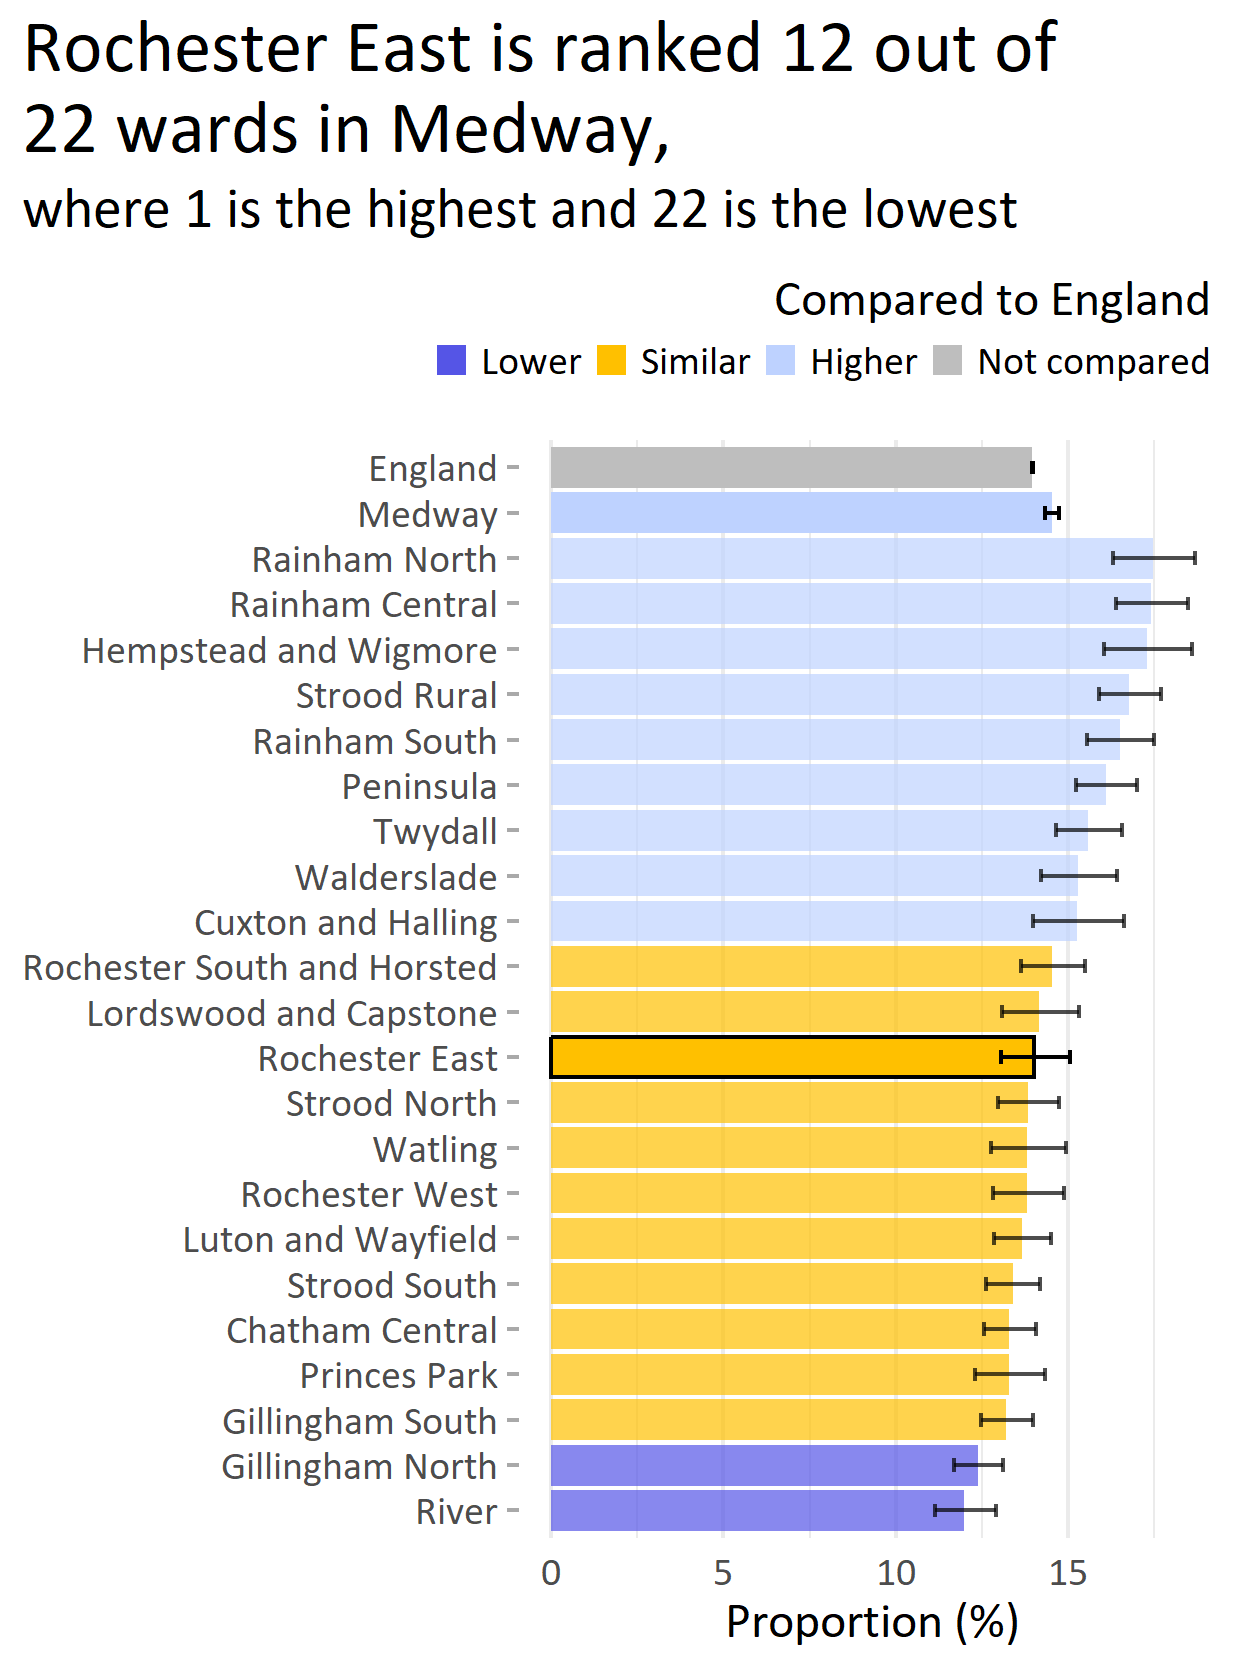 Rochester East is ranked 12 out of
22 wards in Medway,
where 1 is the highest and 22 is the lowest
Compared to England
Lower Similar Higher Not compared
England
Medway
Rainham North
Rainham Central
Hempstead and Wigmore
Strood Rural
Rainham South
Peninsula
Twydall
Walderslade
Cuxton and Halling
Rochester South and Horsted
Lordswood and Capstone
Rochester East
Strood North
Watling
Rochester West
Luton and Wayfield
Strood South
Chatham Central
Princes Park
Gillingham South
Gillingham North
River
0 5 10 15
Proportion (%)